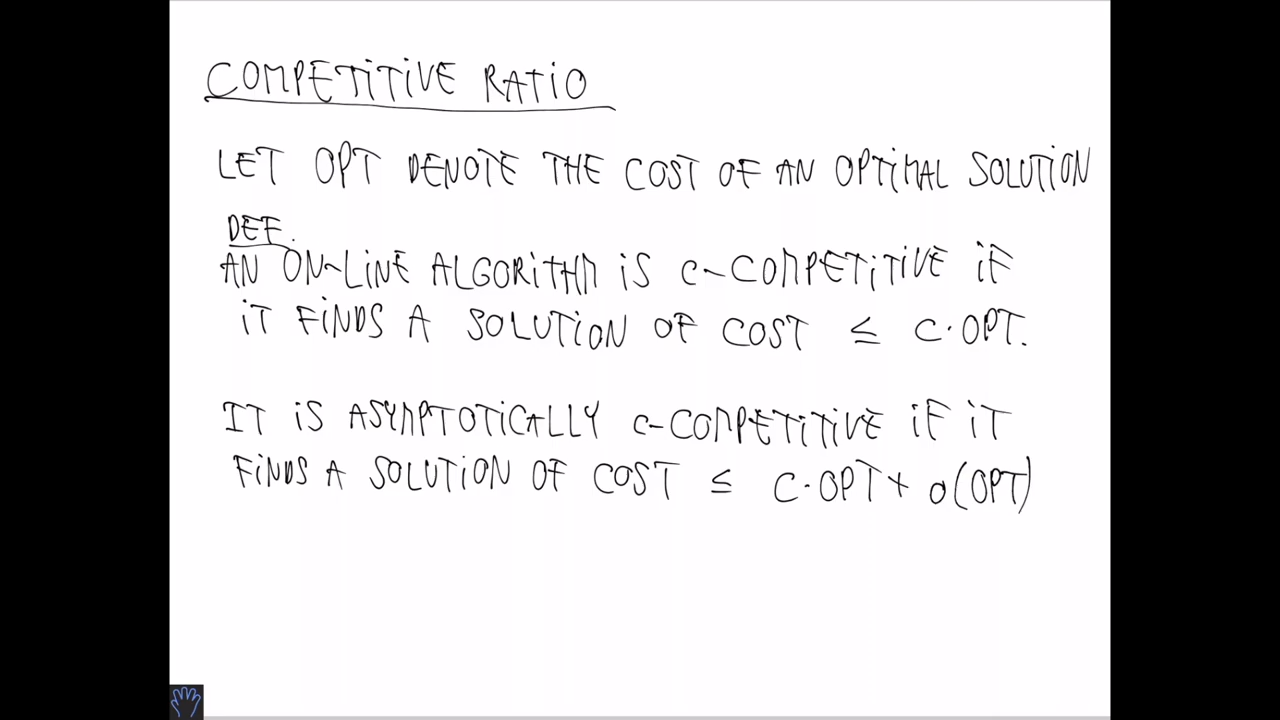 COMPETITIVE RATIO
LET OPT DENOTE THE COST OF AN OPTIMAL SOLUTION
DEF.
AN ON-LINE ALGORITHM IS C-COMPETITIVE IF
IT FINDS A SOLUTION OF COST ≤ C·OPT.
IT IS ASYMPTOTICALLY C-COMPETITIVE IF IT
FINDS A SOLUTION OF COST ≤ C·OPT + o(OPT)